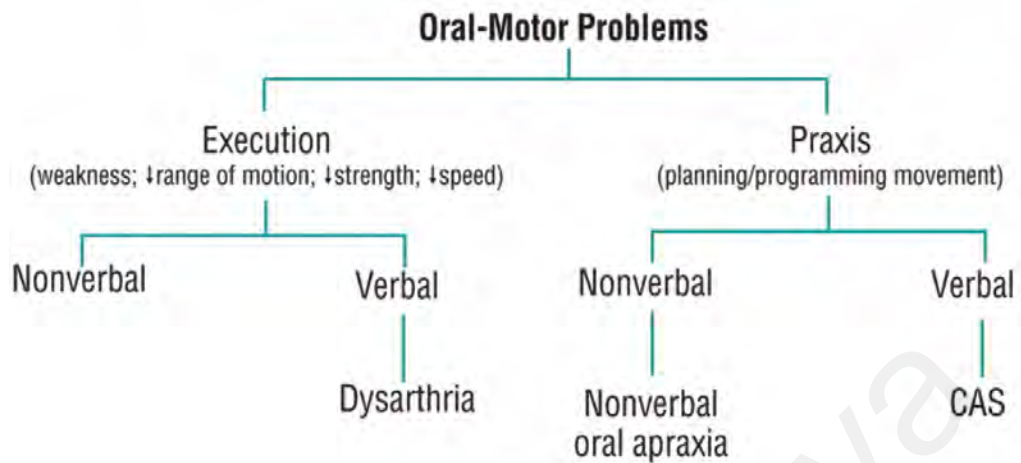 Oral-Motor Problems
Execution
(weakness; ↓range of motion; ↓strength; ↓speed)
Praxis
(planning/programming movement)
Nonverbal
Verbal
Nonverbal
Verbal
Dysarthria
Nonverbal
oral apraxia
CAS